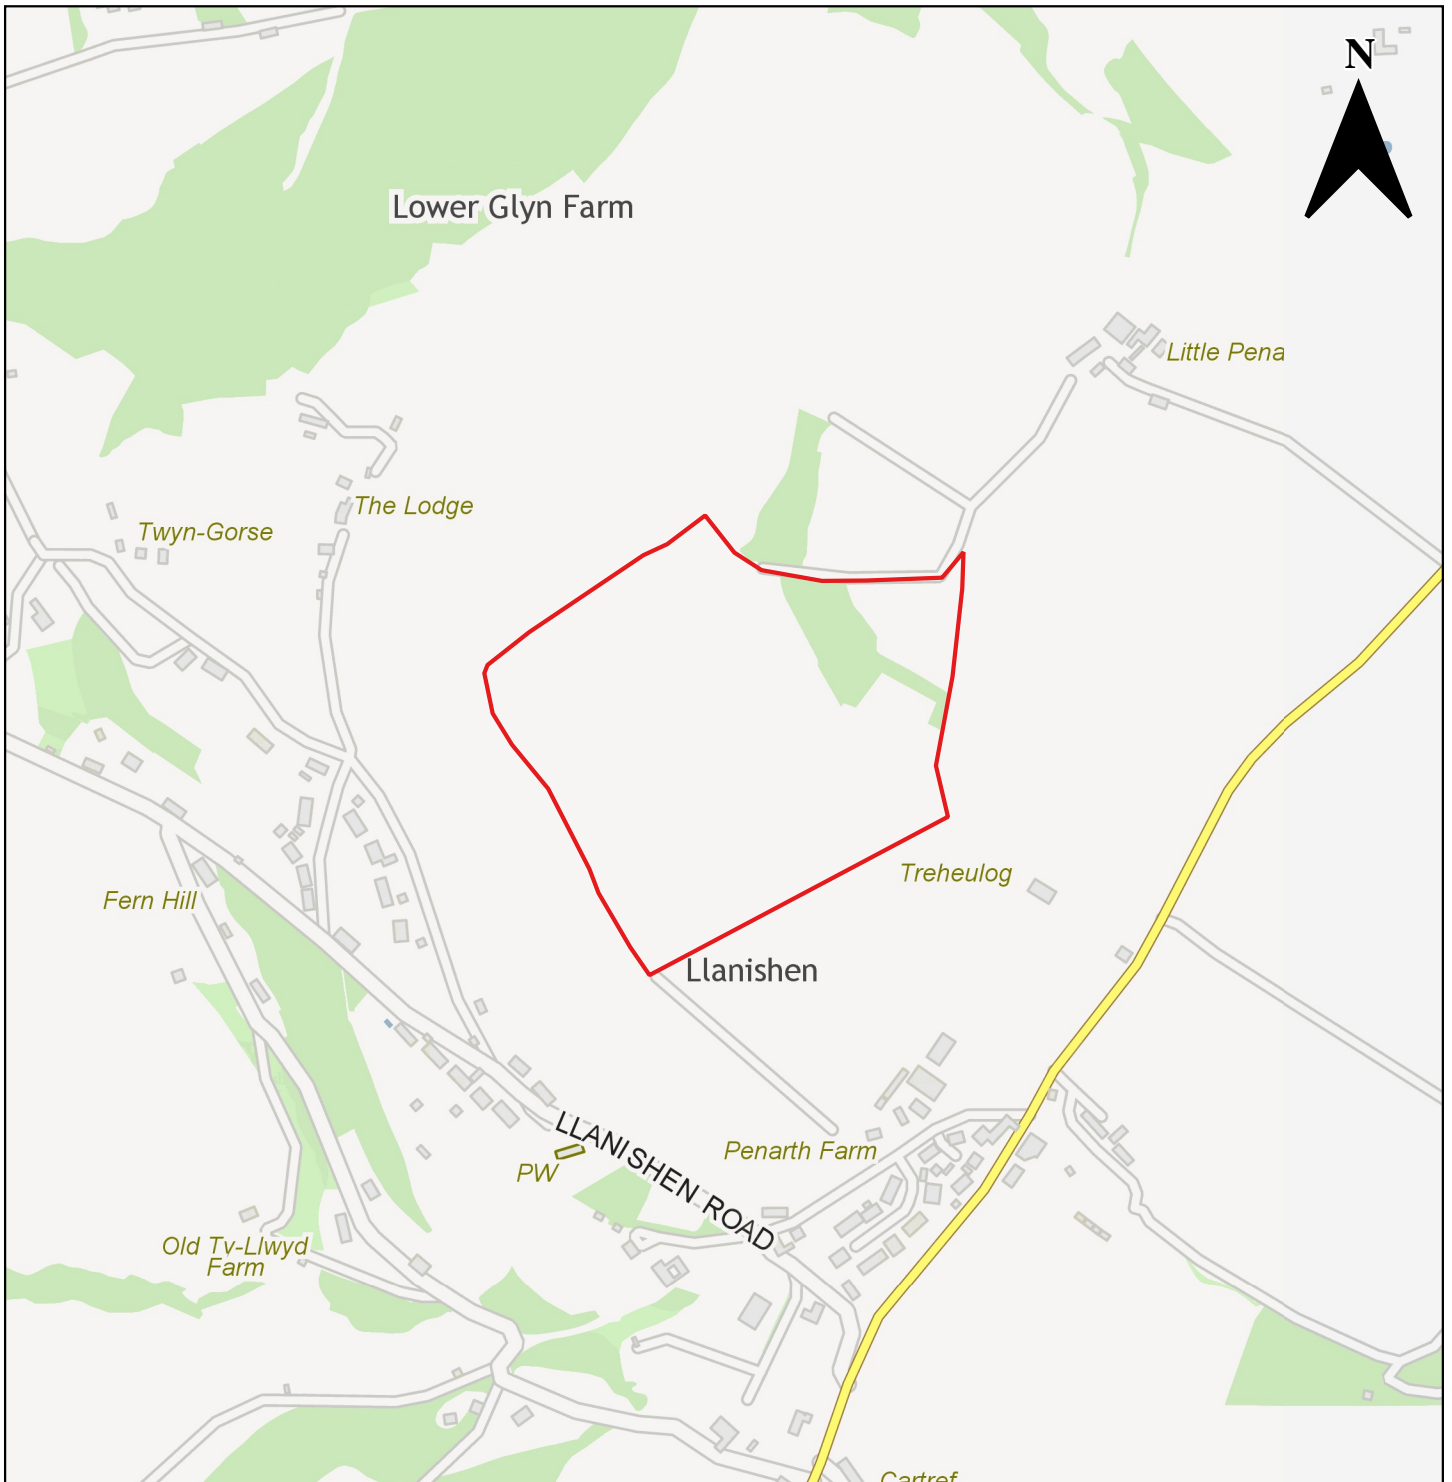 N
Lower Glyn Farm
Little Pena
The Lodge
Twyn-Gorse
Treheulog
Fern Hill
Llanishen
LLANISHEN ROAD
Penarth Farm
PW
Old Tv-Llwyd
Farm
Cartref